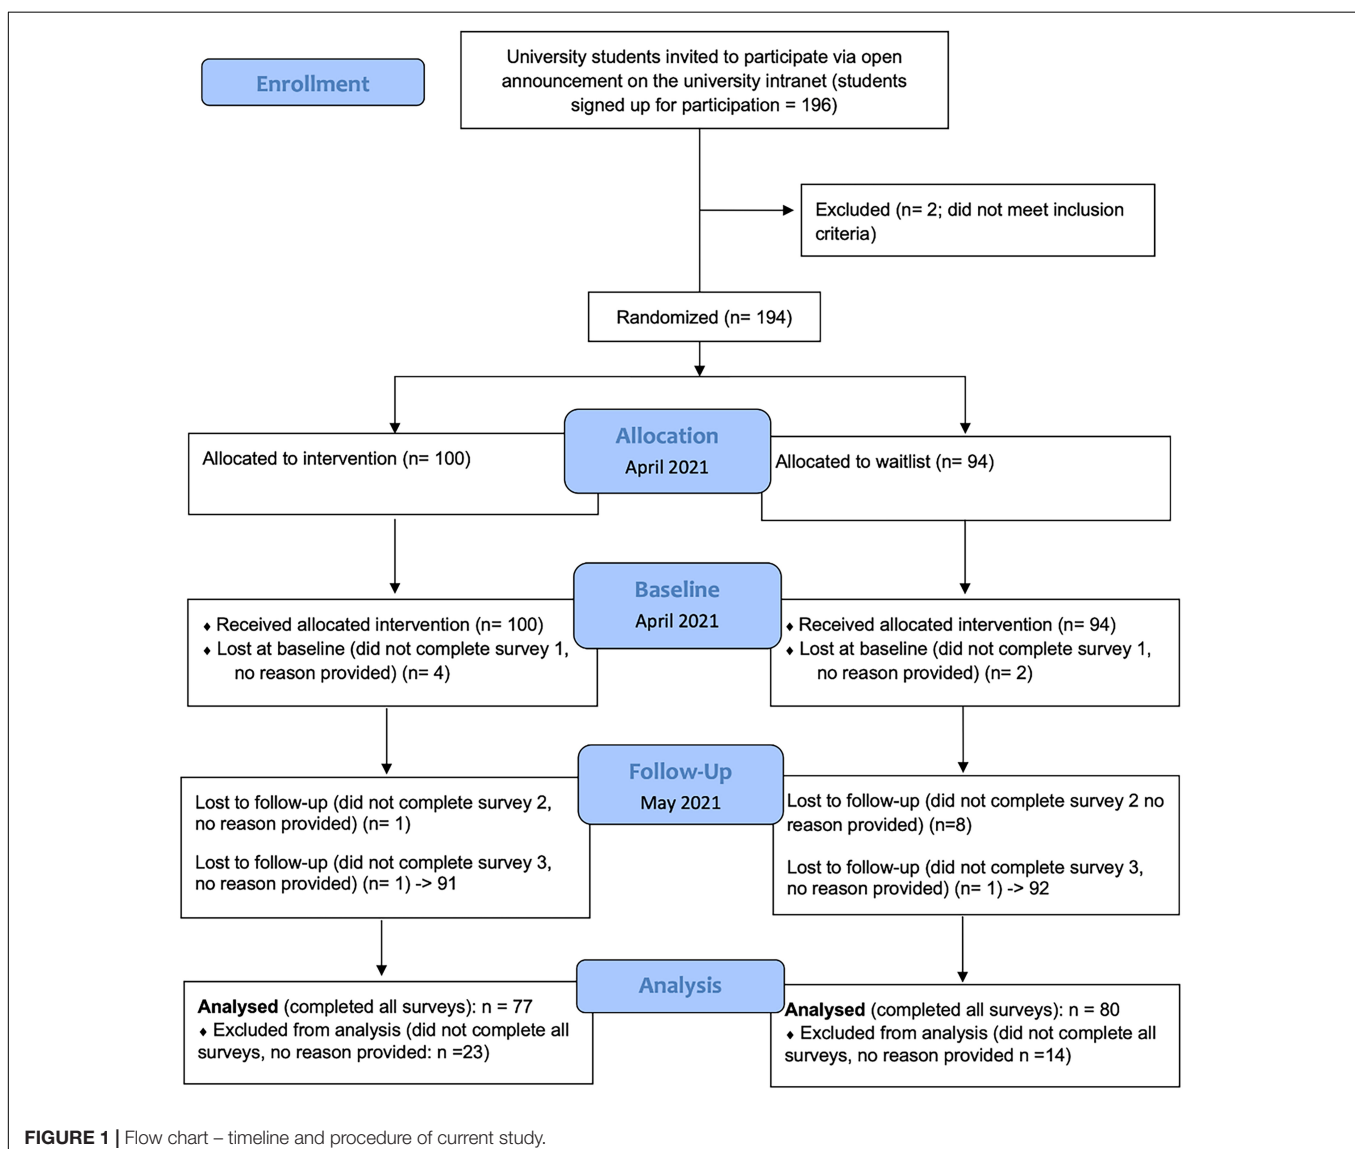 Enrollment
University students invited to participate via open
announcement on the university intranet (students
signed up for participation = 196)
Excluded (n= 2; did not meet inclusion
criteria)
Randomized (n= 194)
Allocation
April 2021
Allocated to intervention (n= 100)
Allocated to waitlist (n= 94)
Baseline
April 2021
♦ Received allocated intervention (n= 100)
♦ Lost at baseline (did not complete survey 1,
no reason provided) (n= 4)
♦ Received allocated intervention (n= 94)
♦ Lost at baseline (did not complete survey 1,
no reason provided) (n= 2)
Follow-Up
May 2021
Lost to follow-up (did not complete survey 2,
no reason provided) (n= 1)
Lost to follow-up (did not complete survey 3,
no reason provided) (n= 1) -> 91
Lost to follow-up (did not complete survey 2 no
reason provided) (n=8)
Lost to follow-up (did not complete survey 3,
no reason provided) (n= 1) -> 92
Analysis
Analysed (completed all surveys): n = 77
♦ Excluded from analysis (did not complete all
surveys, no reason provided: n =23)
Analysed (completed all surveys): n = 80
♦ Excluded from analysis (did not complete all
surveys, no reason provided n =14)
FIGURE 1 | Flow chart – timeline and procedure of current study.